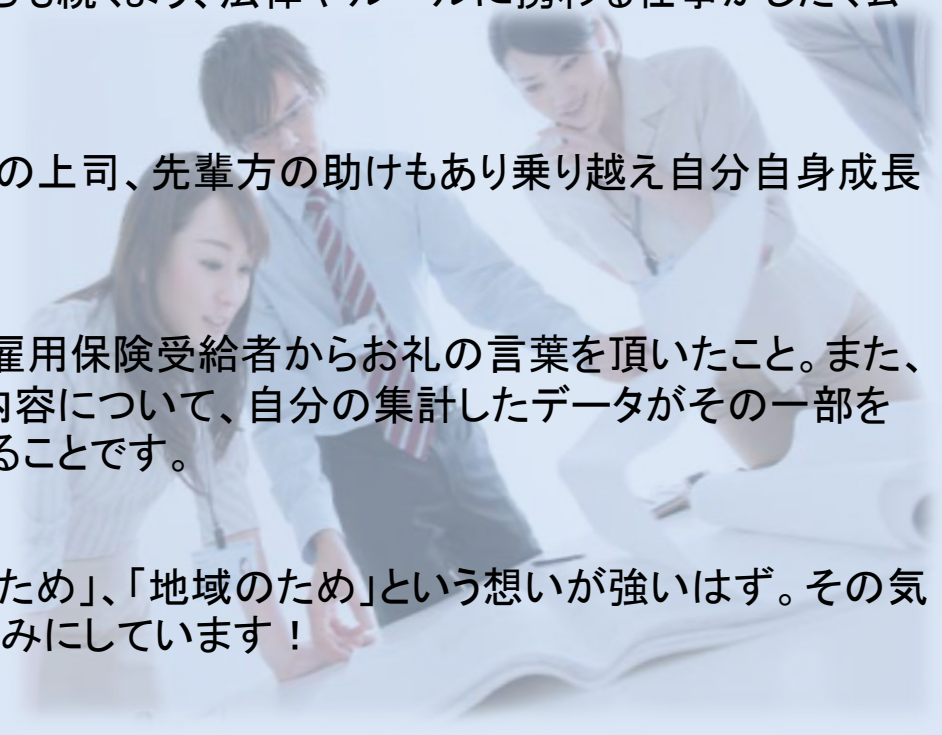 の上司、先輩方の助けもあり乗り越え自分自身成長
雇用保険受給者からお礼の言葉を頂いたこと。また、
内容について、自分の集計したデータがその一部を
ることです。
ため」、「地域のため」という想いが強いはず。その気
みにしています！